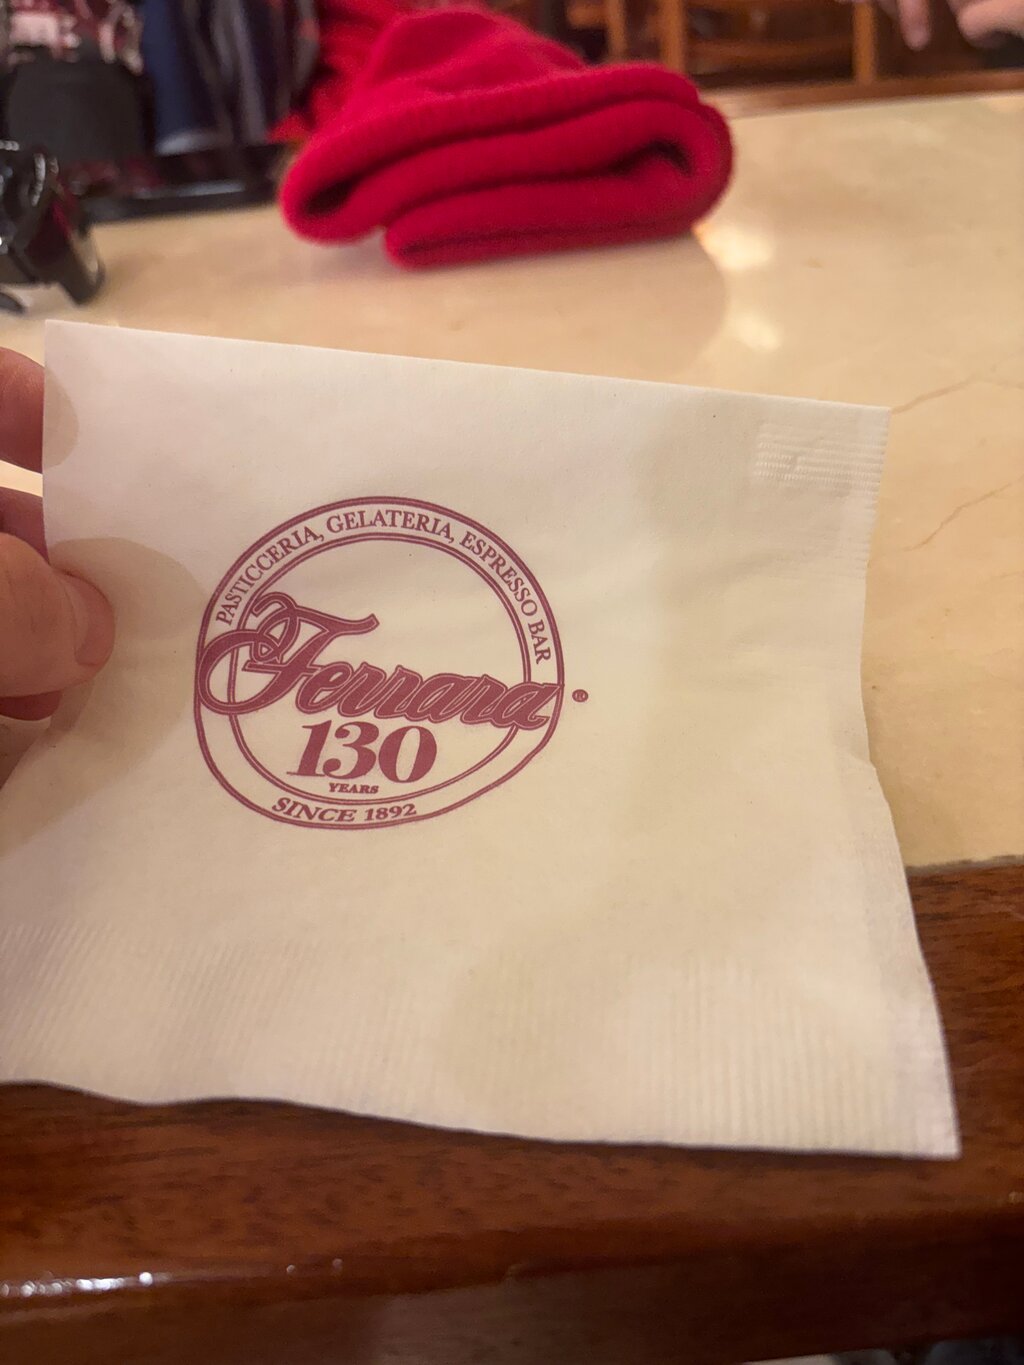 PASTICCERIA, GELATERIA, ESPRESSO BAR
Ferrara®
130
YEARS
SINCE 1892